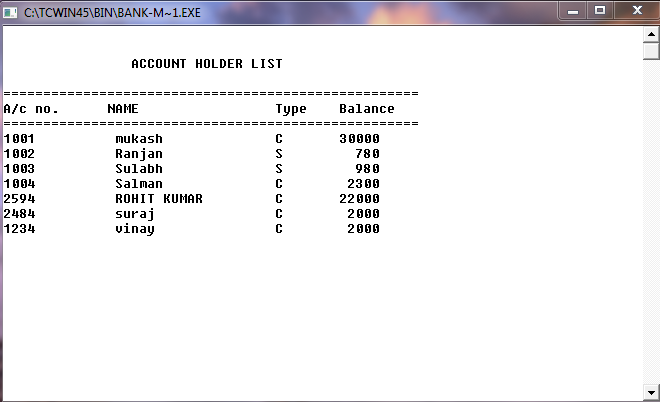 C:\TCWIN45\BIN\BANK-M~1.EXE
ACCOUNT HOLDER LIST
====================================================
A/c no. NAME Type Balance
====================================================
1001 mukash C 30000
1002 Ranjan S 780
1003 Sulabh S 980
1004 Salman C 2300
2594 ROHIT KUMAR C 22000
2484 suraj C 2000
1234 vinay C 2000